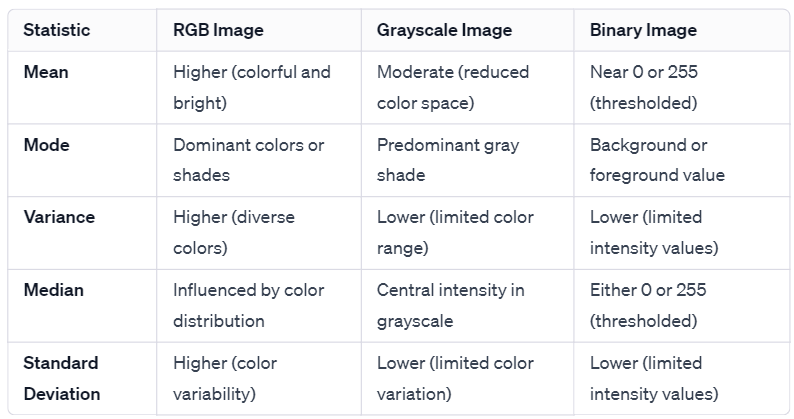 Statistic RGB Image Grayscale Image Binary Image
Mean Higher (colorful and Moderate (reduced Near 0 or 255
bright) color space) (thresholded)
Mode Dominant colors or Predominant gray Background or
shades shade foreground value
Variance Higher (diverse Lower (limited color Lower (limited
colors) range) intensity values)
Median Influenced by color Central intensity in Either 0 or 255
distribution grayscale (thresholded)
Standard Higher (color Lower (limited color Lower (limited
Deviation variability) variation) intensity values)